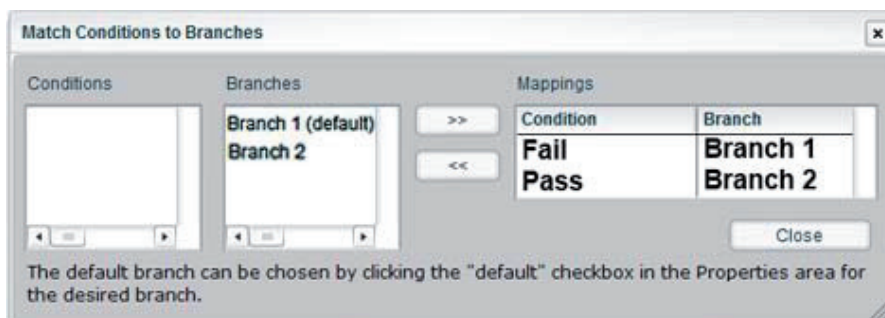 Match Conditions to Branches
x
Conditions
Branches
Mappings
Branch 1 (default)
Branch 2
>>
<<
Condition Branch
Fail Branch 1
Pass Branch 2
Close
The default branch can be chosen by clicking the "default" checkbox in the Properties area for
the desired branch.